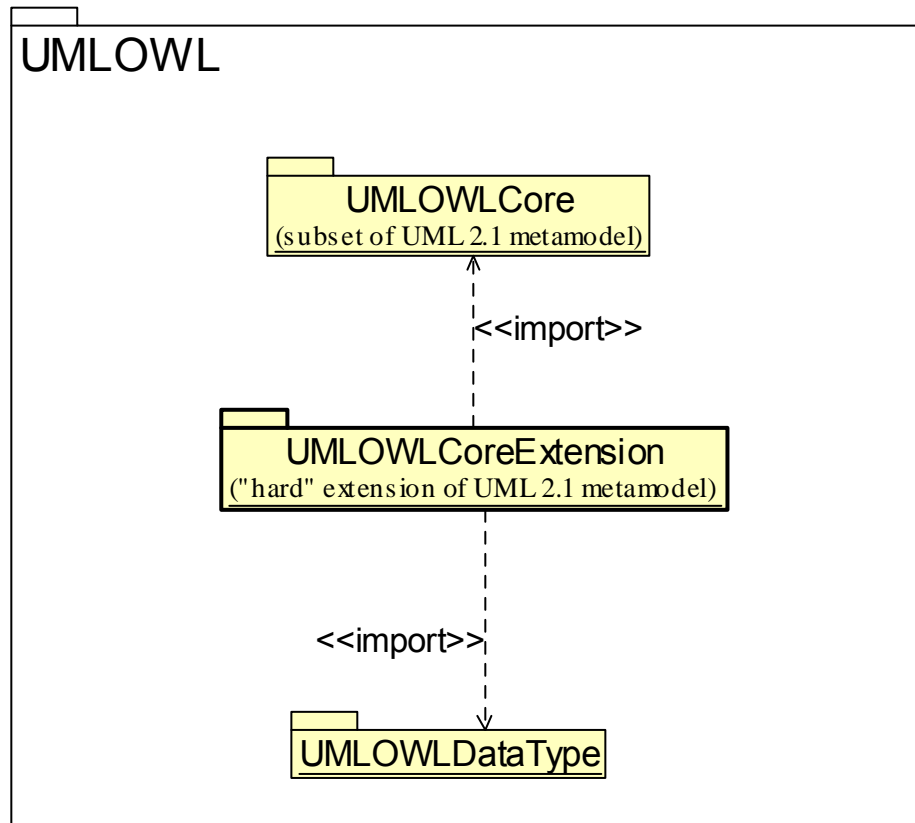 UMLOWL
UMLOWLCore
(subset of UML 2.1 metamodel)
<<import>>
UMLOWLCoreExtension
("hard" extension of UML 2.1 metamodel)
<<import>>
UMLOWLDataType